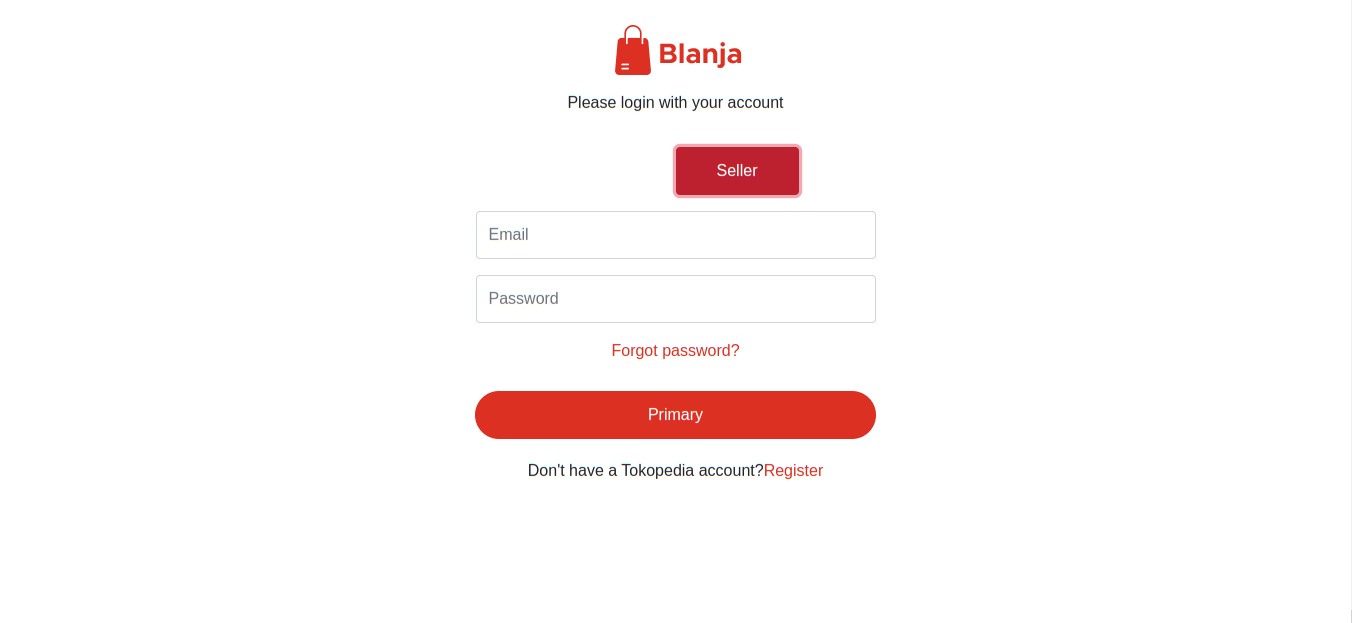 Blanja
Please login with your account
Seller
Email
Password
Forgot password?
Primary
Don't have a Tokopedia account?Register